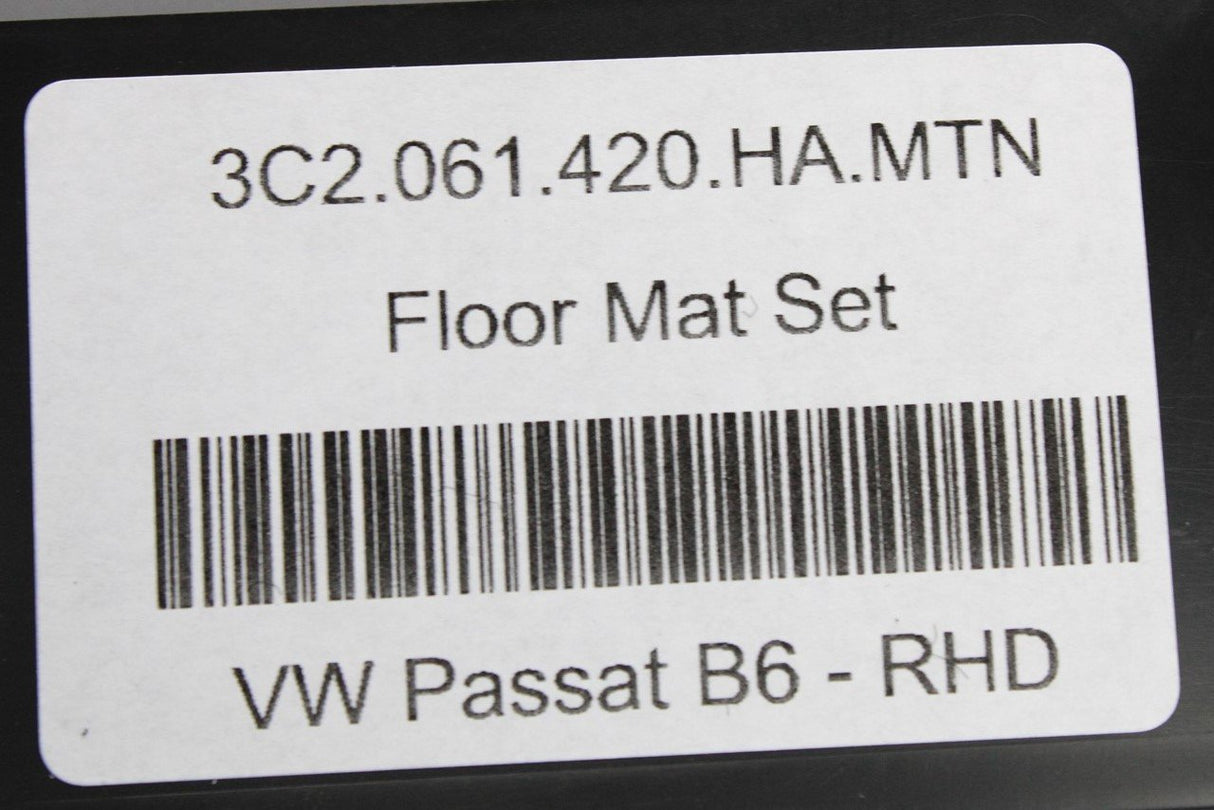 3C2.061.420.HA.MTN
Floor Mat Set
VW Passat B6 - RHD